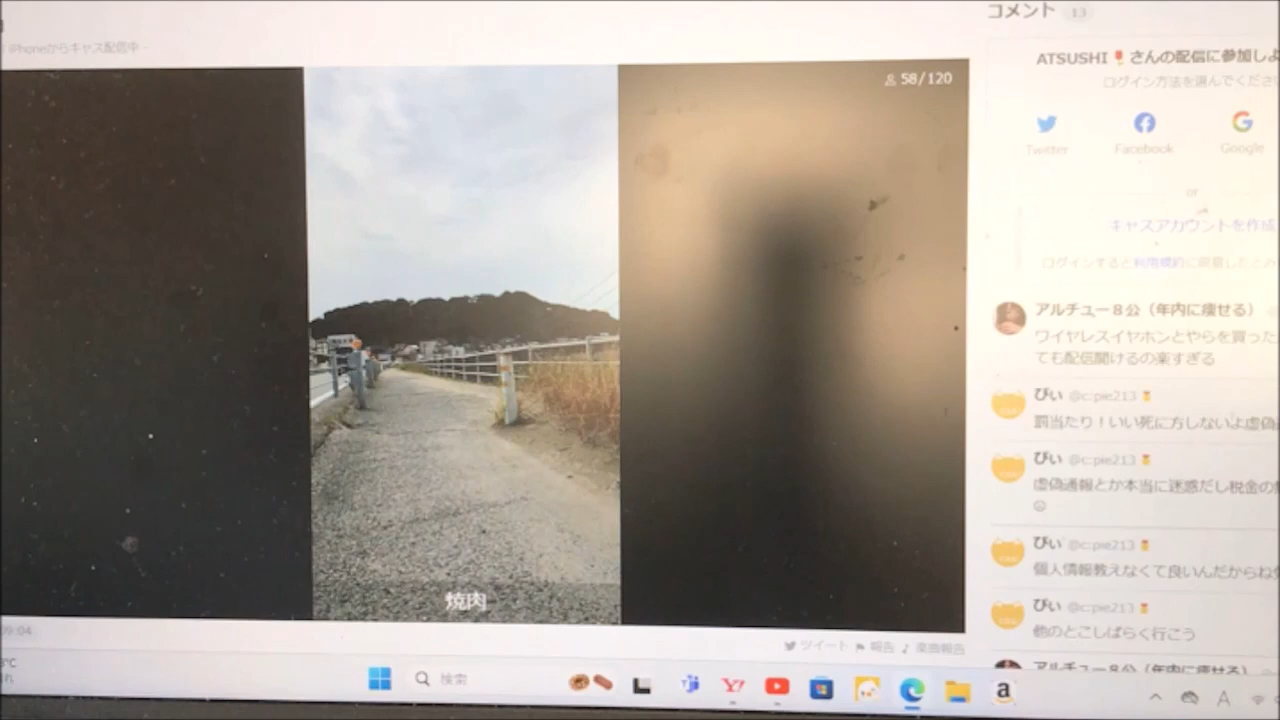 コメント 13
iPhoneからキャス配信中 -
58/120
ATSUSHI🌷さんの配信に参加しよ
ログイン方法を選んでくださ
Twitter
Facebook
Google
or
キャスアカウントを作成
ログインすると利用規約に同意したとみ
アルチュー８公（年内に痩せる）
ワイヤレスイヤホンとやらを買った
ても配信聞けるの楽すぎる
ぴぃ @c:pie213
罰当たり！いい死に方しないよ虚偽
ぴぃ @c:pie213
虚偽通報とか本当に迷惑だし税金の
ぴぃ @c:pie213
個人情報教えなくて良いんだからね
ぴぃ @c:pie213
他のとこしばらく行こう
アルチュー８公（年内に痩せる）
焼肉
09:04
ツイート 報告 楽曲報告
検索
A